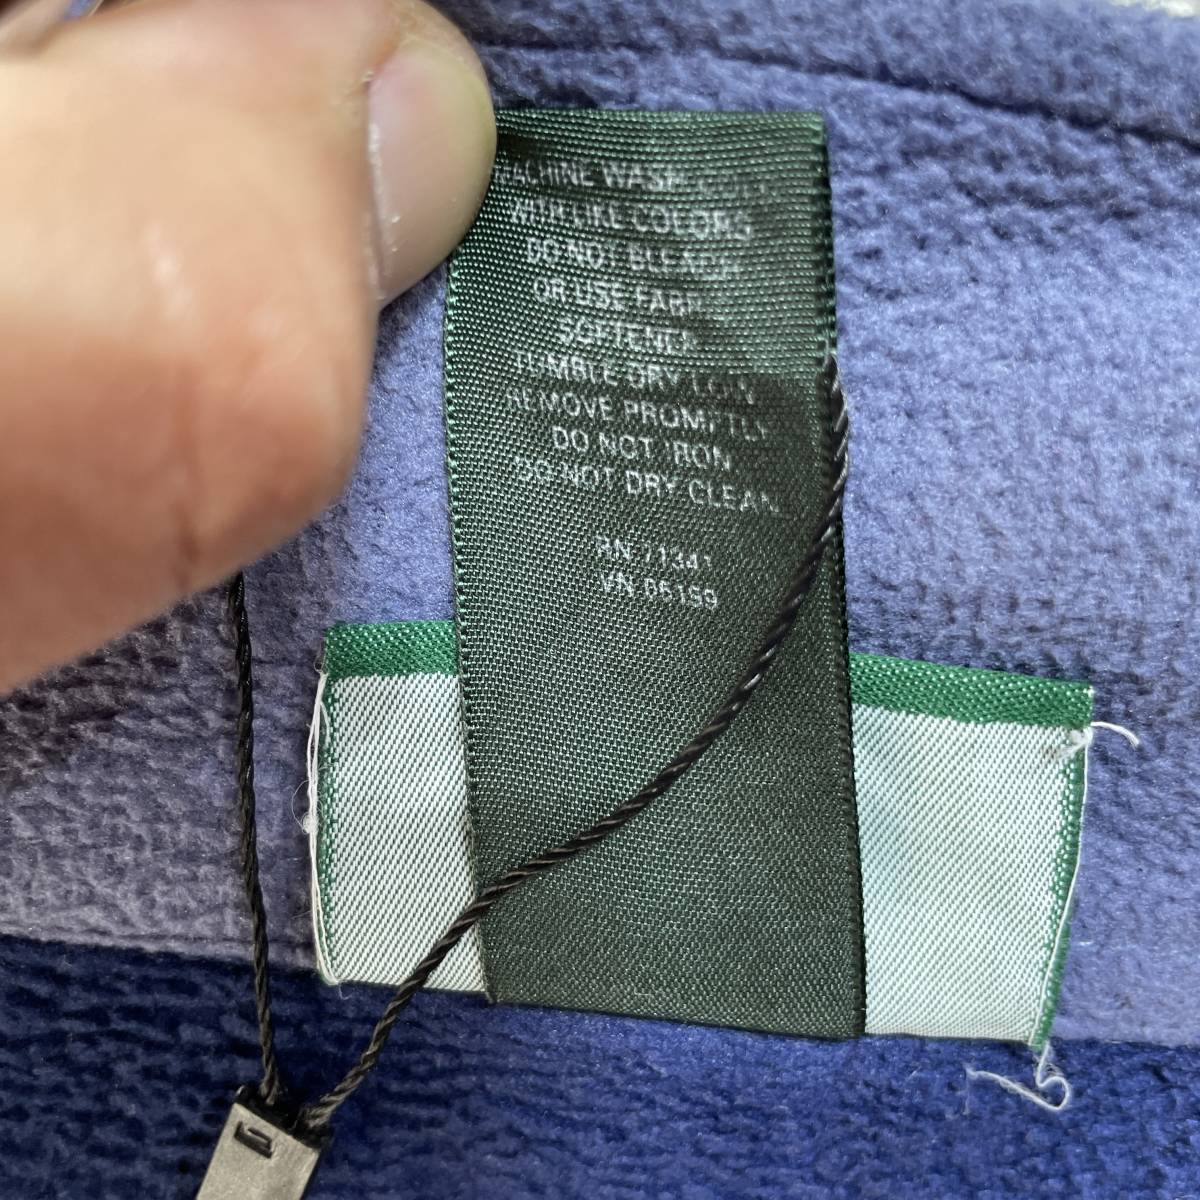 MACHINE WASH COLD
WITH LIKE COLORS
DO NOT BLEACH
OR USE FABRIC
SOFTENER
TUMBLE DRY LOW
REMOVE PROMPTLY
DO NOT IRON
DO NOT DRY CLEAN
RN 71341
VN 06199